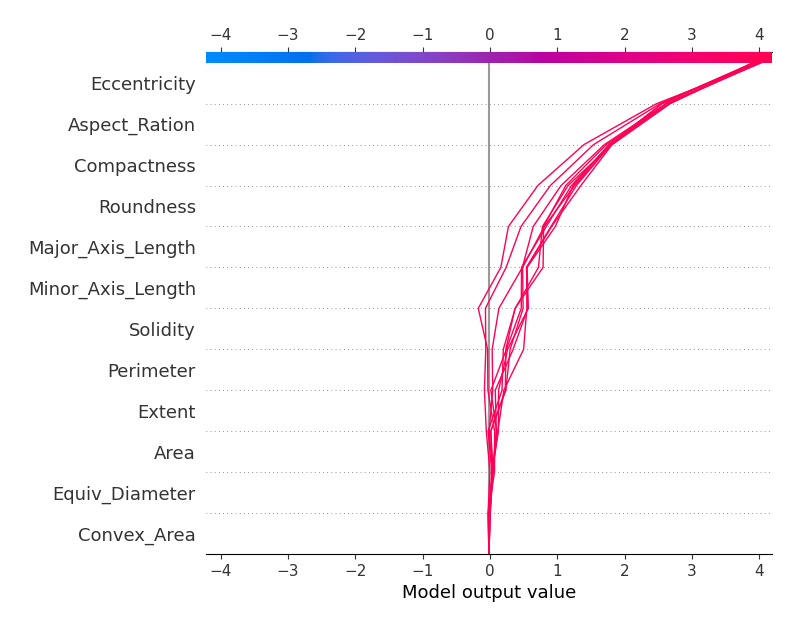 −4 −3 −2 −1 0 1 2 3 4
Eccentricity
Aspect_Ration
Compactness
Roundness
Major_Axis_Length
Minor_Axis_Length
Solidity
Perimeter
Extent
Area
Equiv_Diameter
Convex_Area
−4 −3 −2 −1 0 1 2 3 4
Model output value